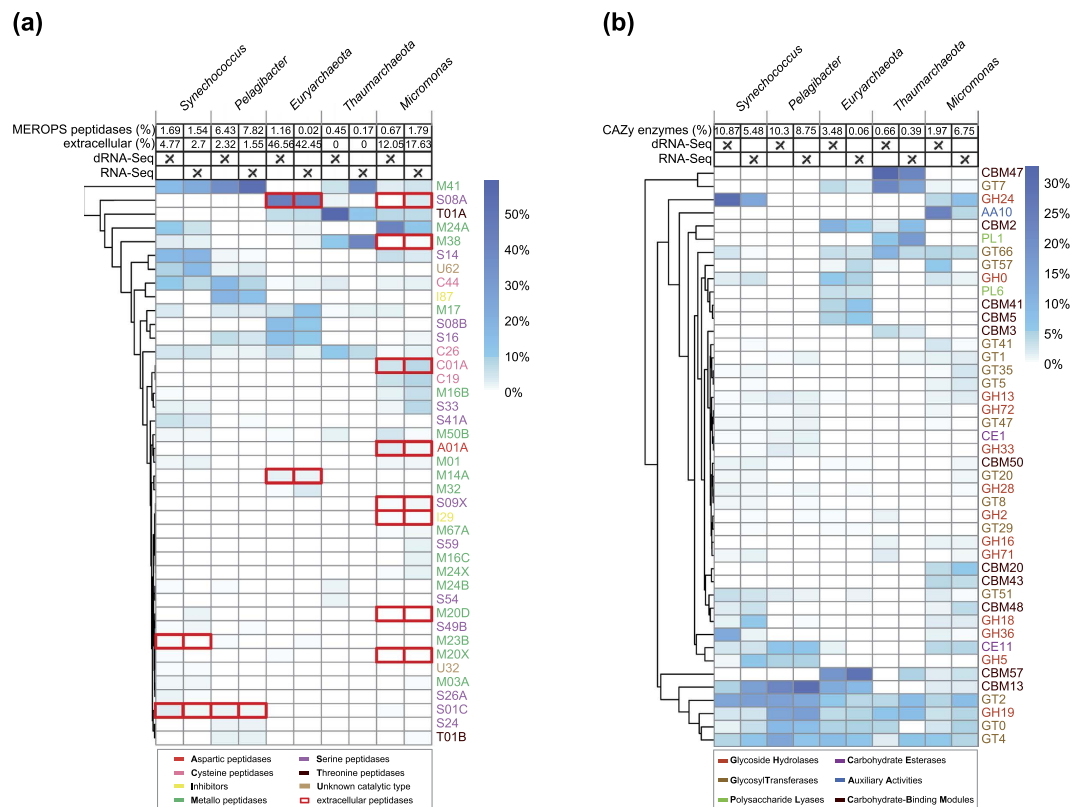 (a)
Synechococcus
Pelagibacter
Euryarchaeota
Thaumarchaeota
Micromonas
MEROPS peptidases (%) 1.69 1.54 6.43 7.82 1.16 0.02 0.45 0.17 0.67 1.79
extracellular (%) 4.77 2.7 2.32 1.55 46.56 42.45 0 0 12.05 17.63
dRNA-Seq × × × × ×
RNA-Seq × × × × ×
M41
S08A
T01A
M24A
M38
S14
U62
C44
I87
M17
S08B
S16
C26
C01A
C19
M16B
S33
S41A
M50B
A01A
M01
M14A
M32
S09X
I29
M67A
S59
M16C
M24X
M24B
S54
M20D
S49B
M23B
M20X
U32
M03A
S26A
S01C
S24
T01B
50%
40%
30%
20%
10%
0%
Aspartic peptidases
Cysteine peptidases
Inhibitors
Metallo peptidases
Serine peptidases
Threonine peptidases
Unknown catalytic type
extracellular peptidases
(b)
Synechococcus
Pelagibacter
Euryarchaeota
Thaumarchaeota
Micromonas
CAZy enzymes (%) 10.87 5.48 10.3 8.75 3.48 0.06 0.66 0.39 1.97 6.75
dRNA-Seq × × × × ×
RNA-Seq × × × × ×
CBM47
GT7
GH24
AA10
CBM2
PL1
GT66
GT57
GH0
PL6
CBM41
CBM5
CBM3
GT41
GT1
GT35
GT5
GH13
GH72
GT47
CE1
GH33
CBM50
GT20
GH28
GT8
GH2
GT29
GH16
GH71
CBM20
CBM43
GT51
CBM48
GH18
GH36
CE11
GH5
CBM57
CBM13
GT2
GH19
GT0
GT4
30%
25%
20%
15%
10%
5%
0%
Glycoside Hydrolases
GlycosylTransferases
Polysaccharide Lyases
Carbohydrate Esterases
Auxiliary Activities
Carbohydrate-Binding Modules